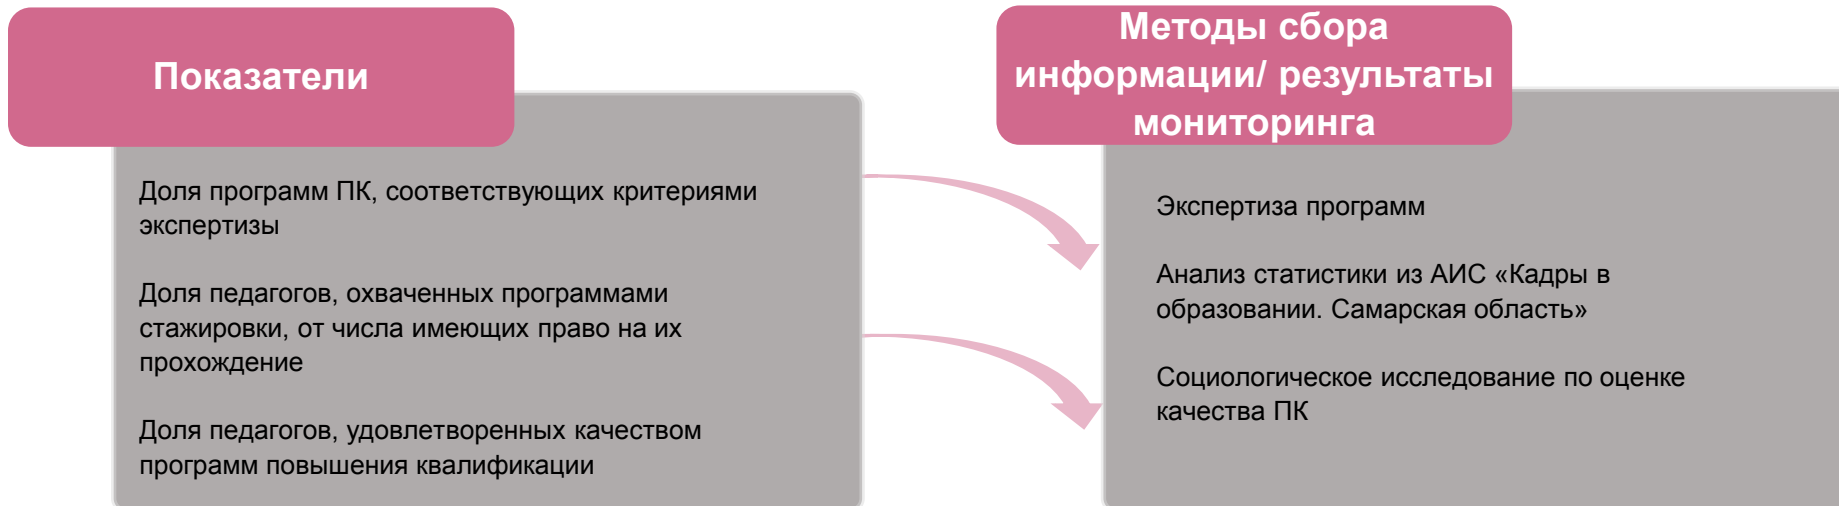 Показатели
Доля программ ПК, соответствующих критериями
экспертизы
Доля педагогов, охваченных программами
стажировки, от числа имеющих право на их
прохождение
Доля педагогов, удовлетворенных качеством
программ повышения квалификации
Методы сбора
информации/ результаты
мониторинга
Экспертиза программ
Анализ статистики из АИС «Кадры в
образовании. Самарская область»
Социологическое исследование по оценке
качества ПК